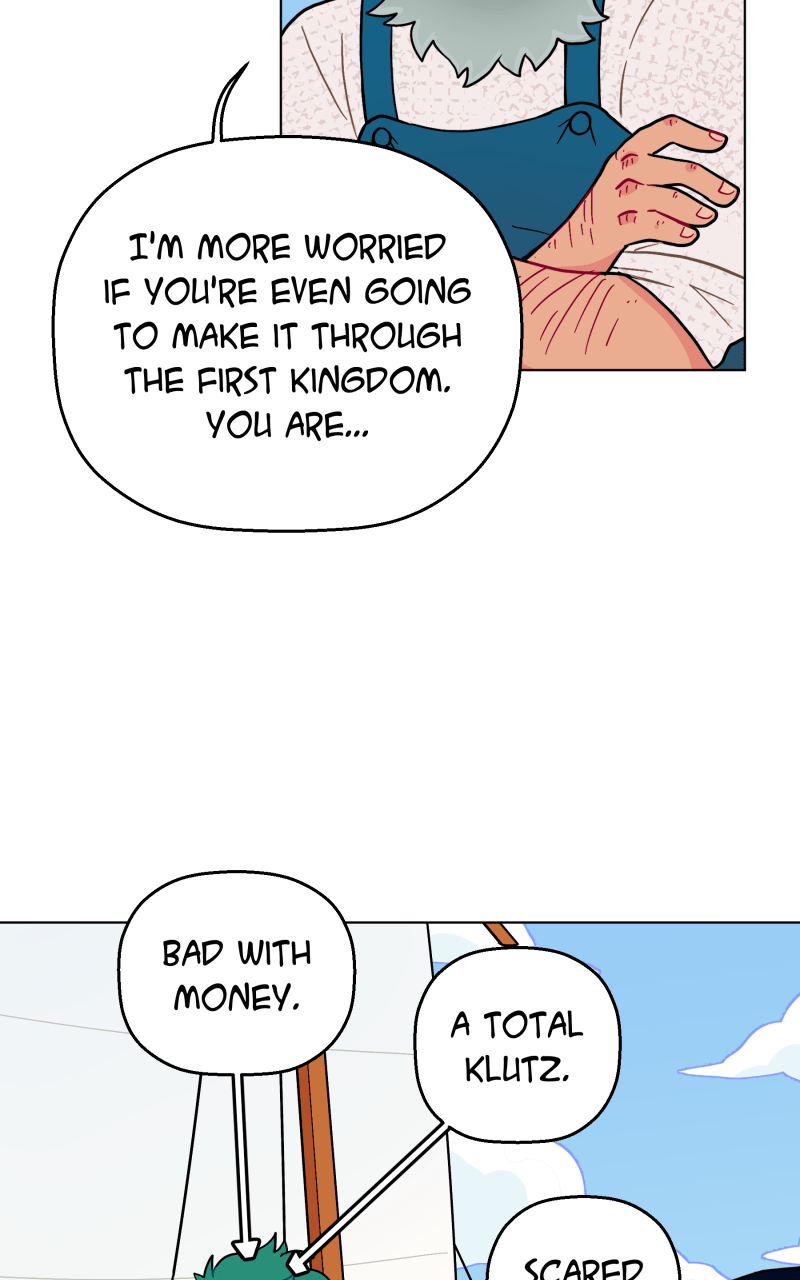 I'M MORE WORRIED
IF YOU'RE EVEN GOING
TO MAKE IT THROUGH
THE FIRST KINGDOM.
YOU ARE...
BAD WITH
MONEY.
A TOTAL
KLUTZ.
SCARED